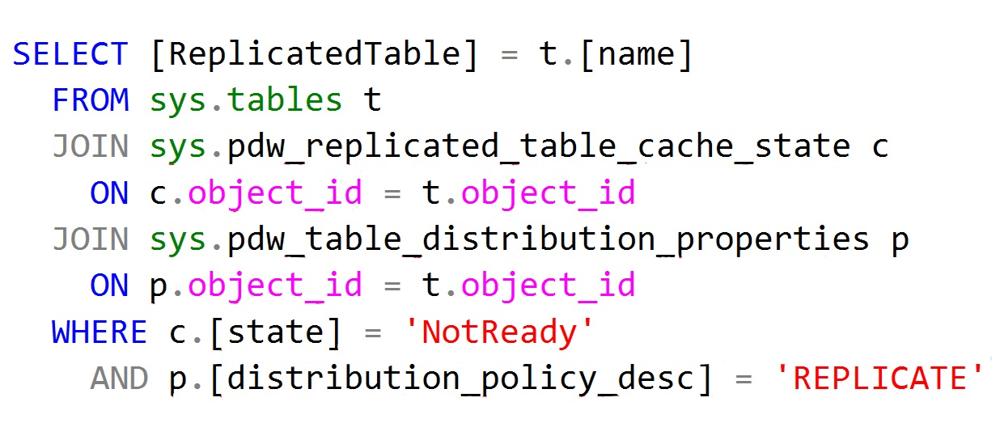 SELECT [ReplicatedTable] = t.[name]
FROM sys.tables t
JOIN sys.pdw_replicated_table_cache_state c
ON c.object_id = t.object_id
JOIN sys.pdw_table_distribution_properties p
ON p.object_id = t.object_id
WHERE c.[state] = 'NotReady'
AND p.[distribution_policy_desc] = 'REPLICATE'